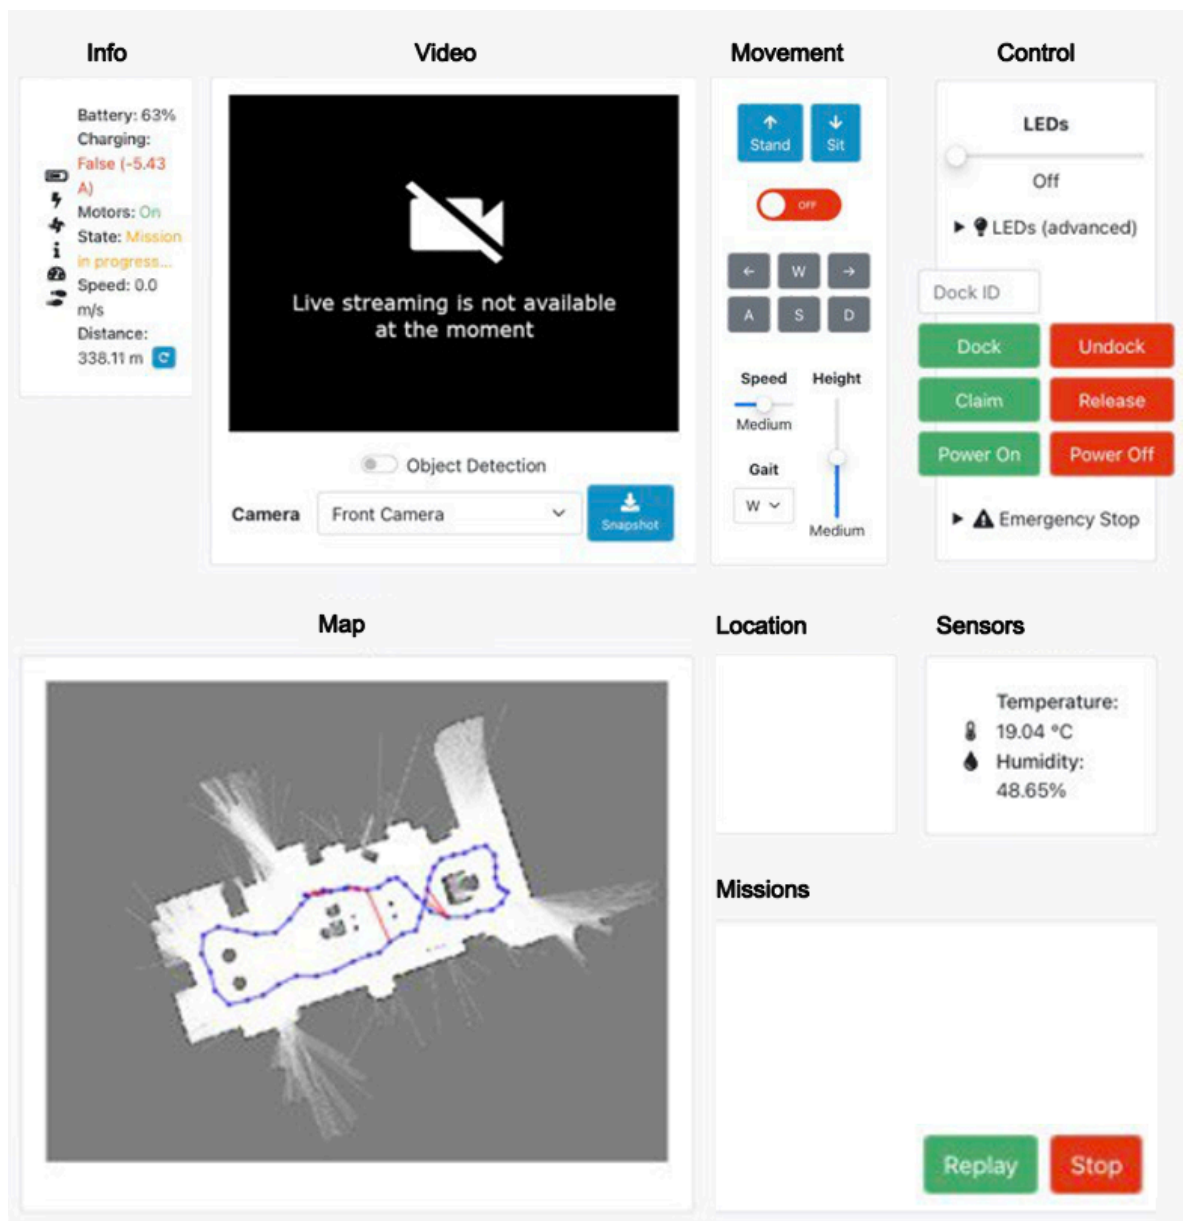 Info
Battery: 63%
Charging:
False (-5.43
A)
Motors: On
State: Mission
in progress...
Speed: 0.0
m/s
Distance:
338.11 m
Video
Live streaming is not available
at the moment
Object Detection
Camera
Front Camera
Snapshot
Movement
Stand
Sit
OFF
← W →
A S D
Speed
Medium
Height
Medium
Gait
W
Control
LEDs
Off
LEDs (advanced)
Dock ID
Dock
Undock
Claim
Release
Power On
Power Off
Emergency Stop
Map
Location
Sensors
Temperature:
19.04 °C
Humidity:
48.65%
Missions
Replay
Stop